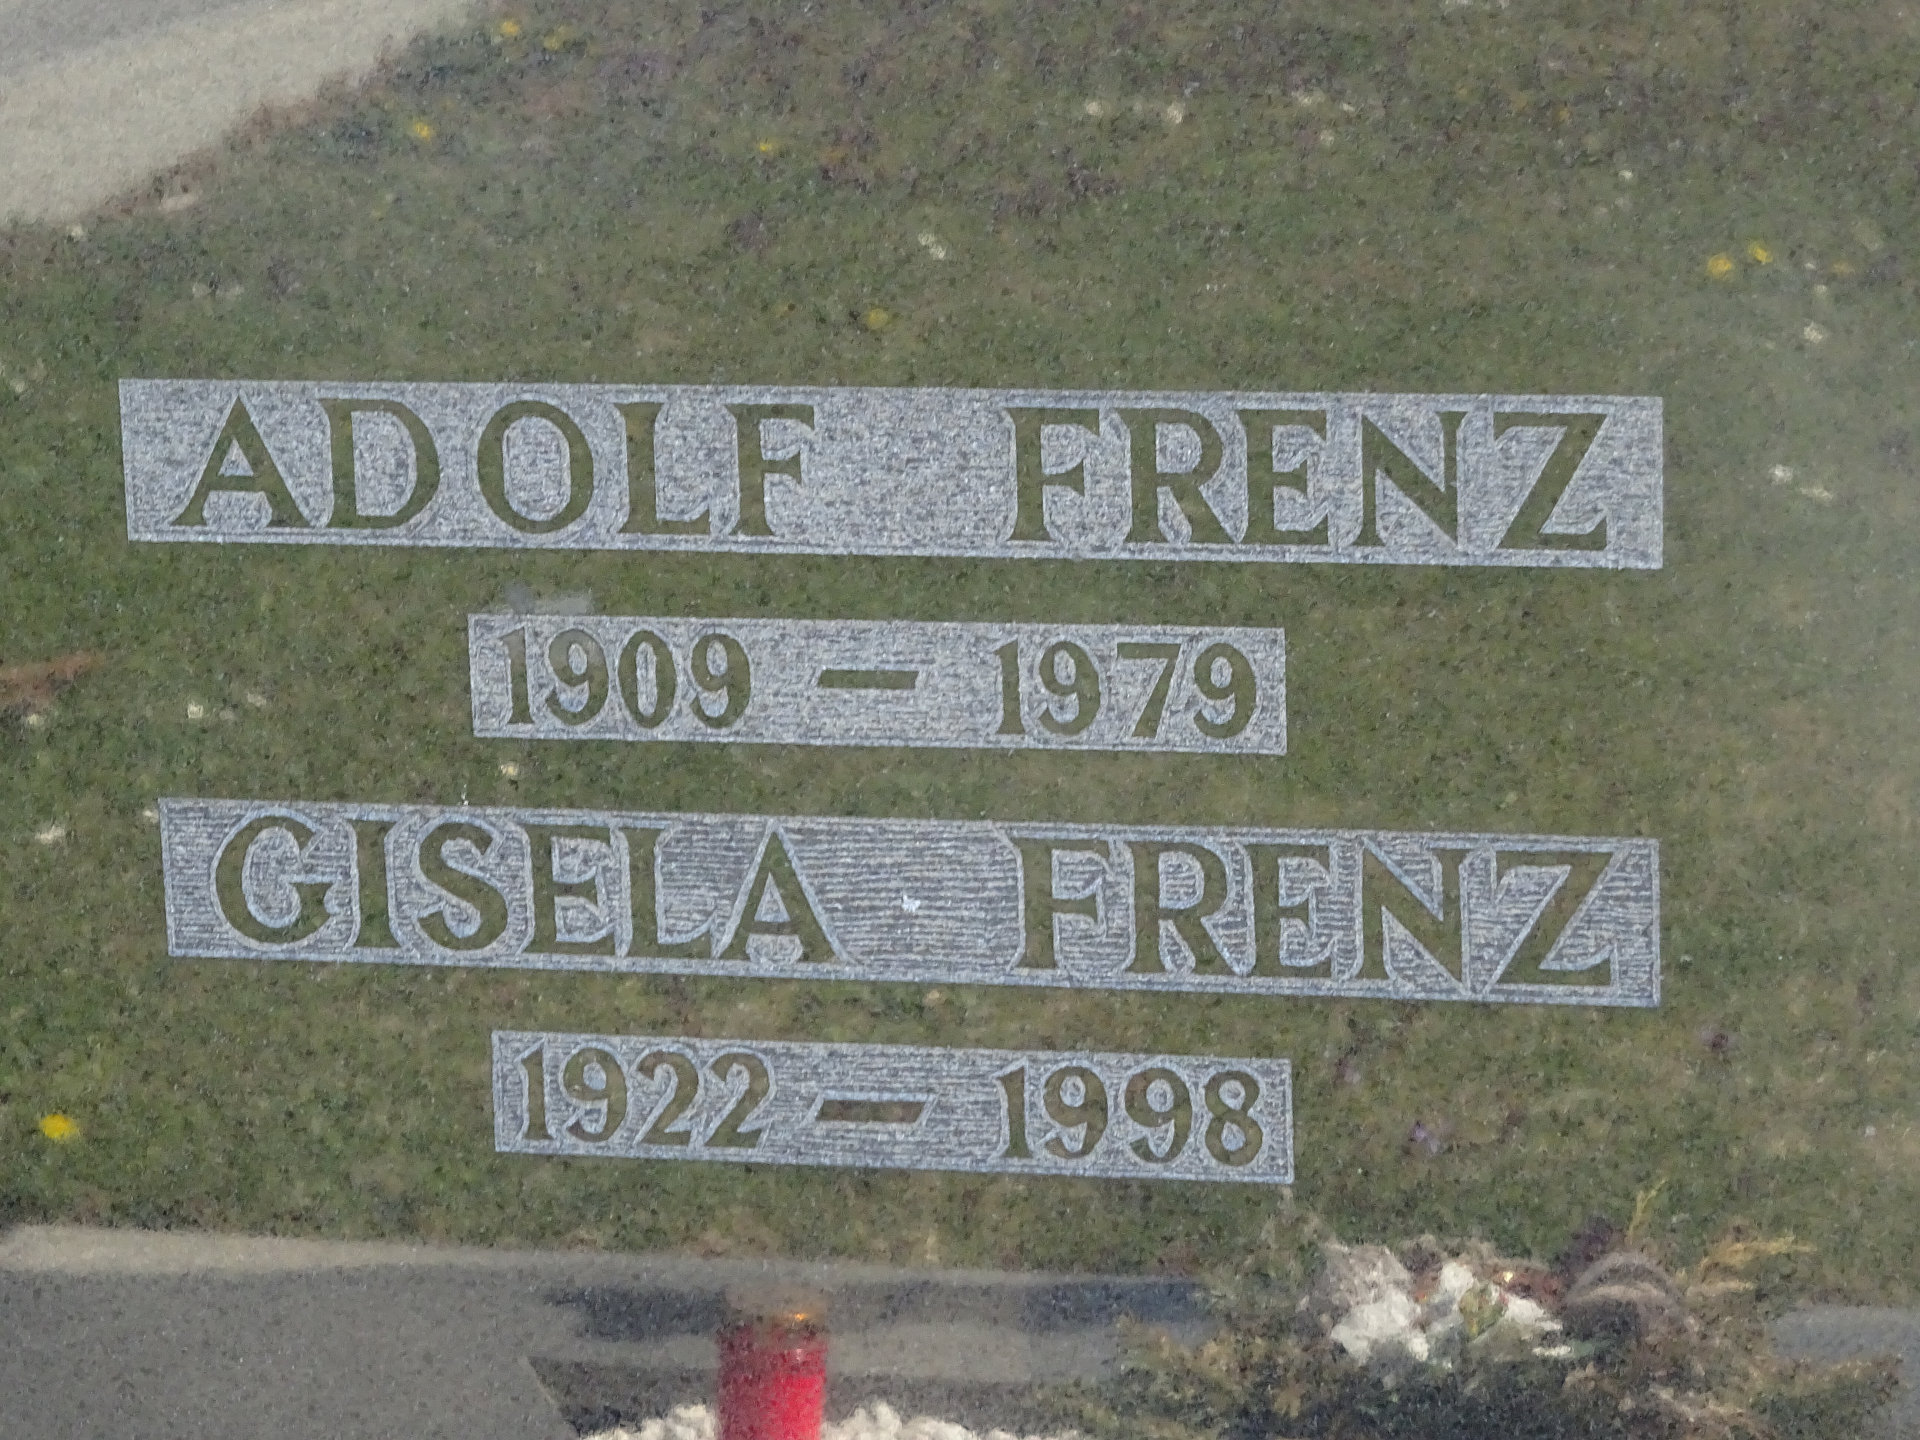 ADOLF FRENZ
1909 – 1979
GISELA FRENZ
1922 – 1998